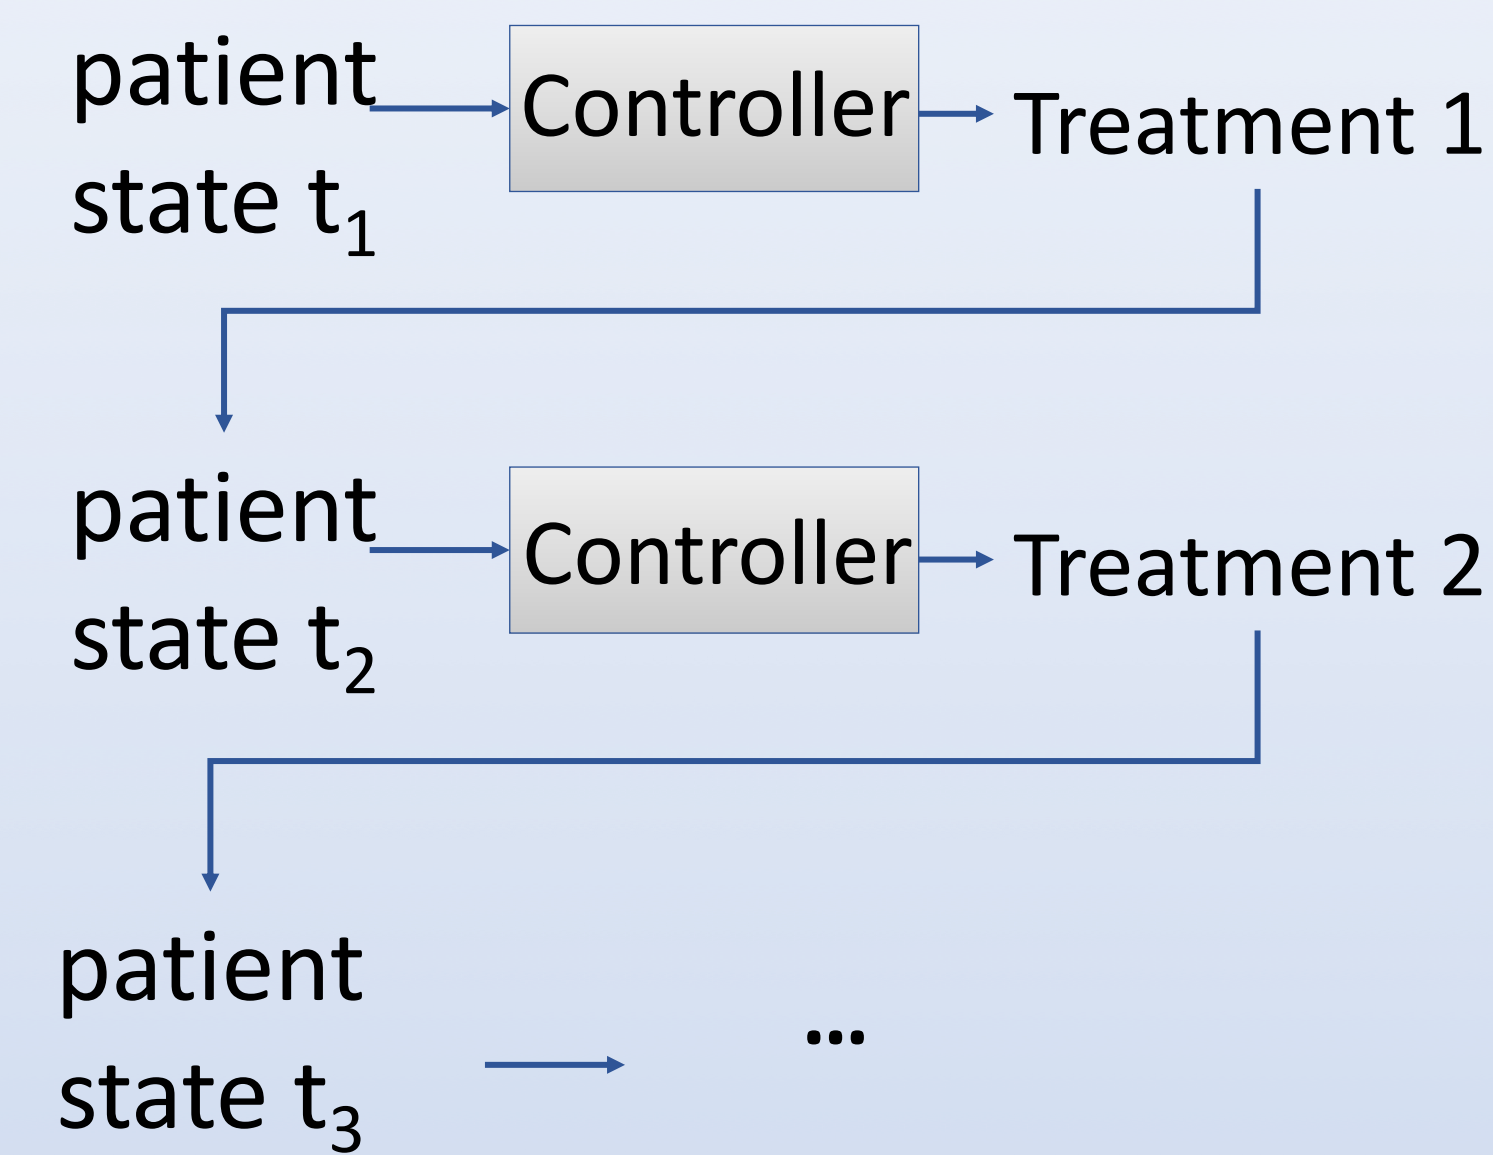 patient
state t₁
Controller
Treatment 1
patient
state t₂
Controller
Treatment 2
patient
state t₃
...